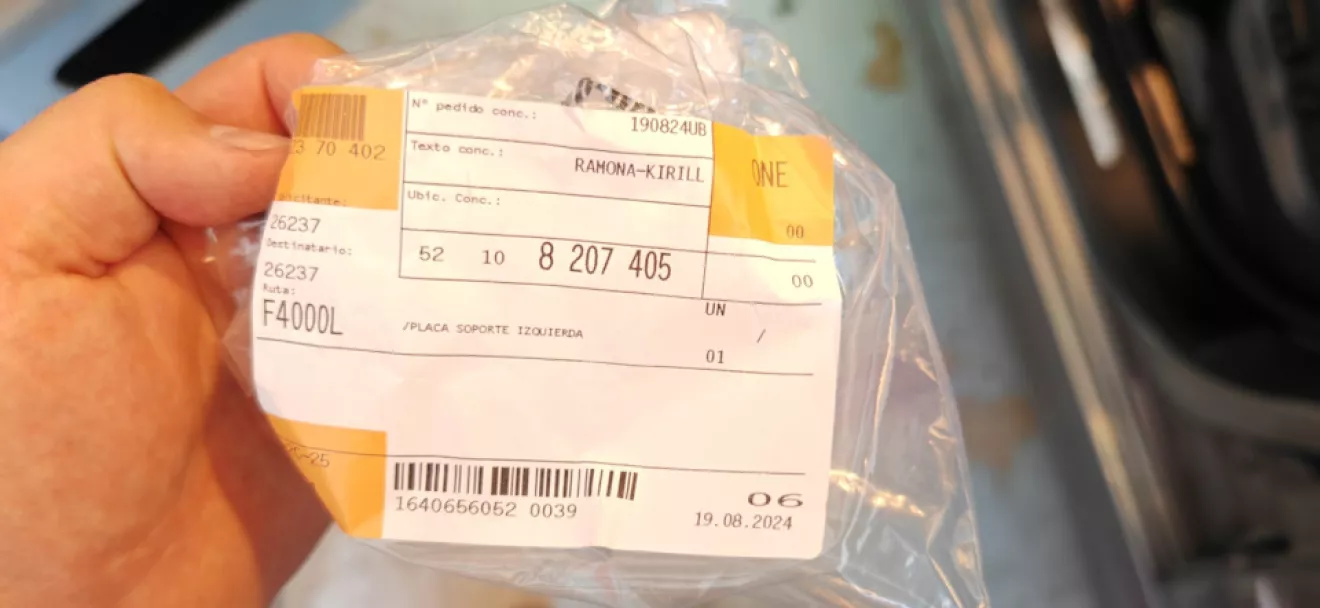 Nº pedido conc.:
190824UB
3 70 402
Texto conc.:
RAMONA-KIRILL
ONE
Ubic. Conc.:
00
26237
Destinatario:
52 10 8 207 405
00
26237
Ruta:
F4000L
/PLACA SOPORTE IZQUIERDA
UN
/
01
-25
1640656052 0039
06
19.08.2024